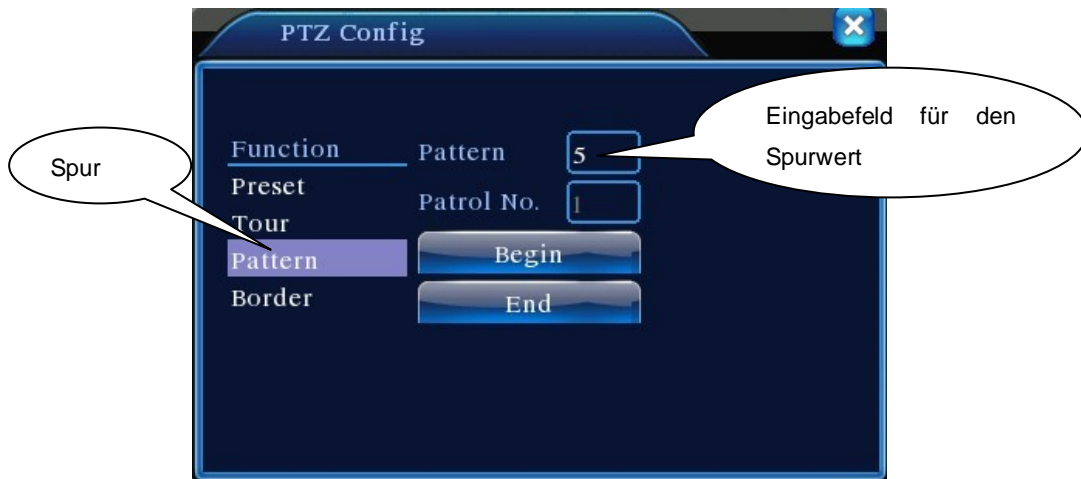 PTZ Config
Eingabefeld für den
Spurwert
Spur
Function
Preset
Tour
Pattern
Border
Pattern 5
Patrol No. 1
Begin
End